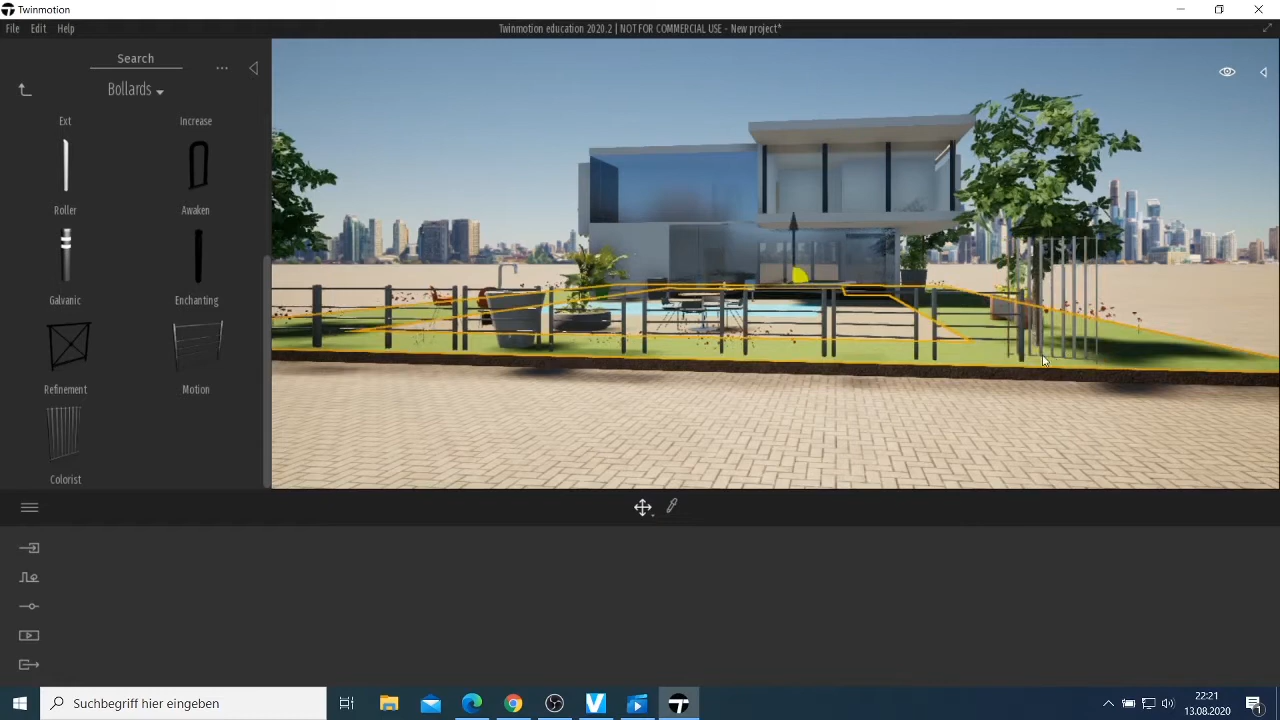 Twinmotion
File Edit Help
Twinmotion education 2020.2 | NOT FOR COMMERCIAL USE - New project*
Search
Bollards
Ext Increase
Roller Awaken
Galvanic Enchanting
Refinement Motion
Colorist
Suchbegriff hier eingeben
22:21
13.08.2020
1